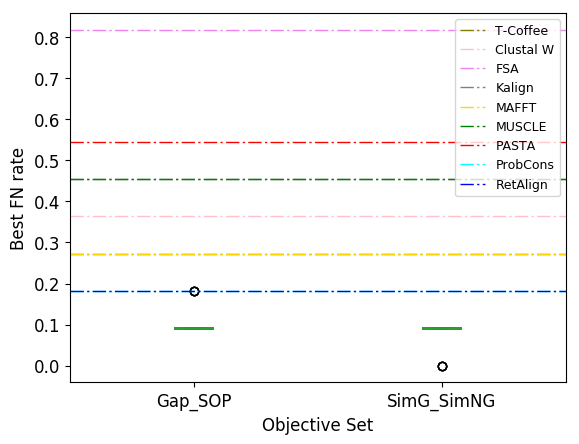 0.8
0.7
0.6
0.5
0.4
0.3
0.2
0.1
0.0
Best FN rate
T-Coffee
Clustal W
FSA
Kalign
MAFFT
MUSCLE
PASTA
ProbCons
RetAlign
Gap_SOP
SimG_SimNG
Objective Set